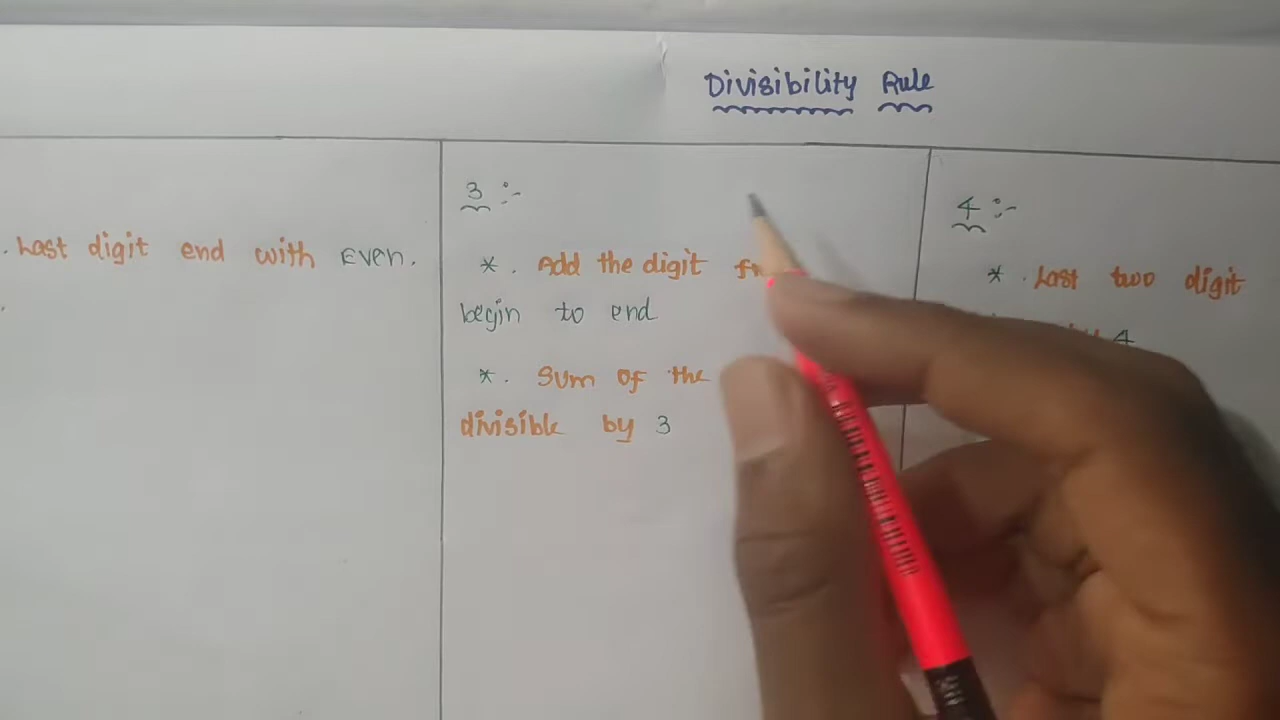 Divisibility Rule
. Last digit end with Even.
.
3 :-
* . Add the digit
begin to end
* . Sum of the
divisible by 3
4 :-
* . Last two digit
4